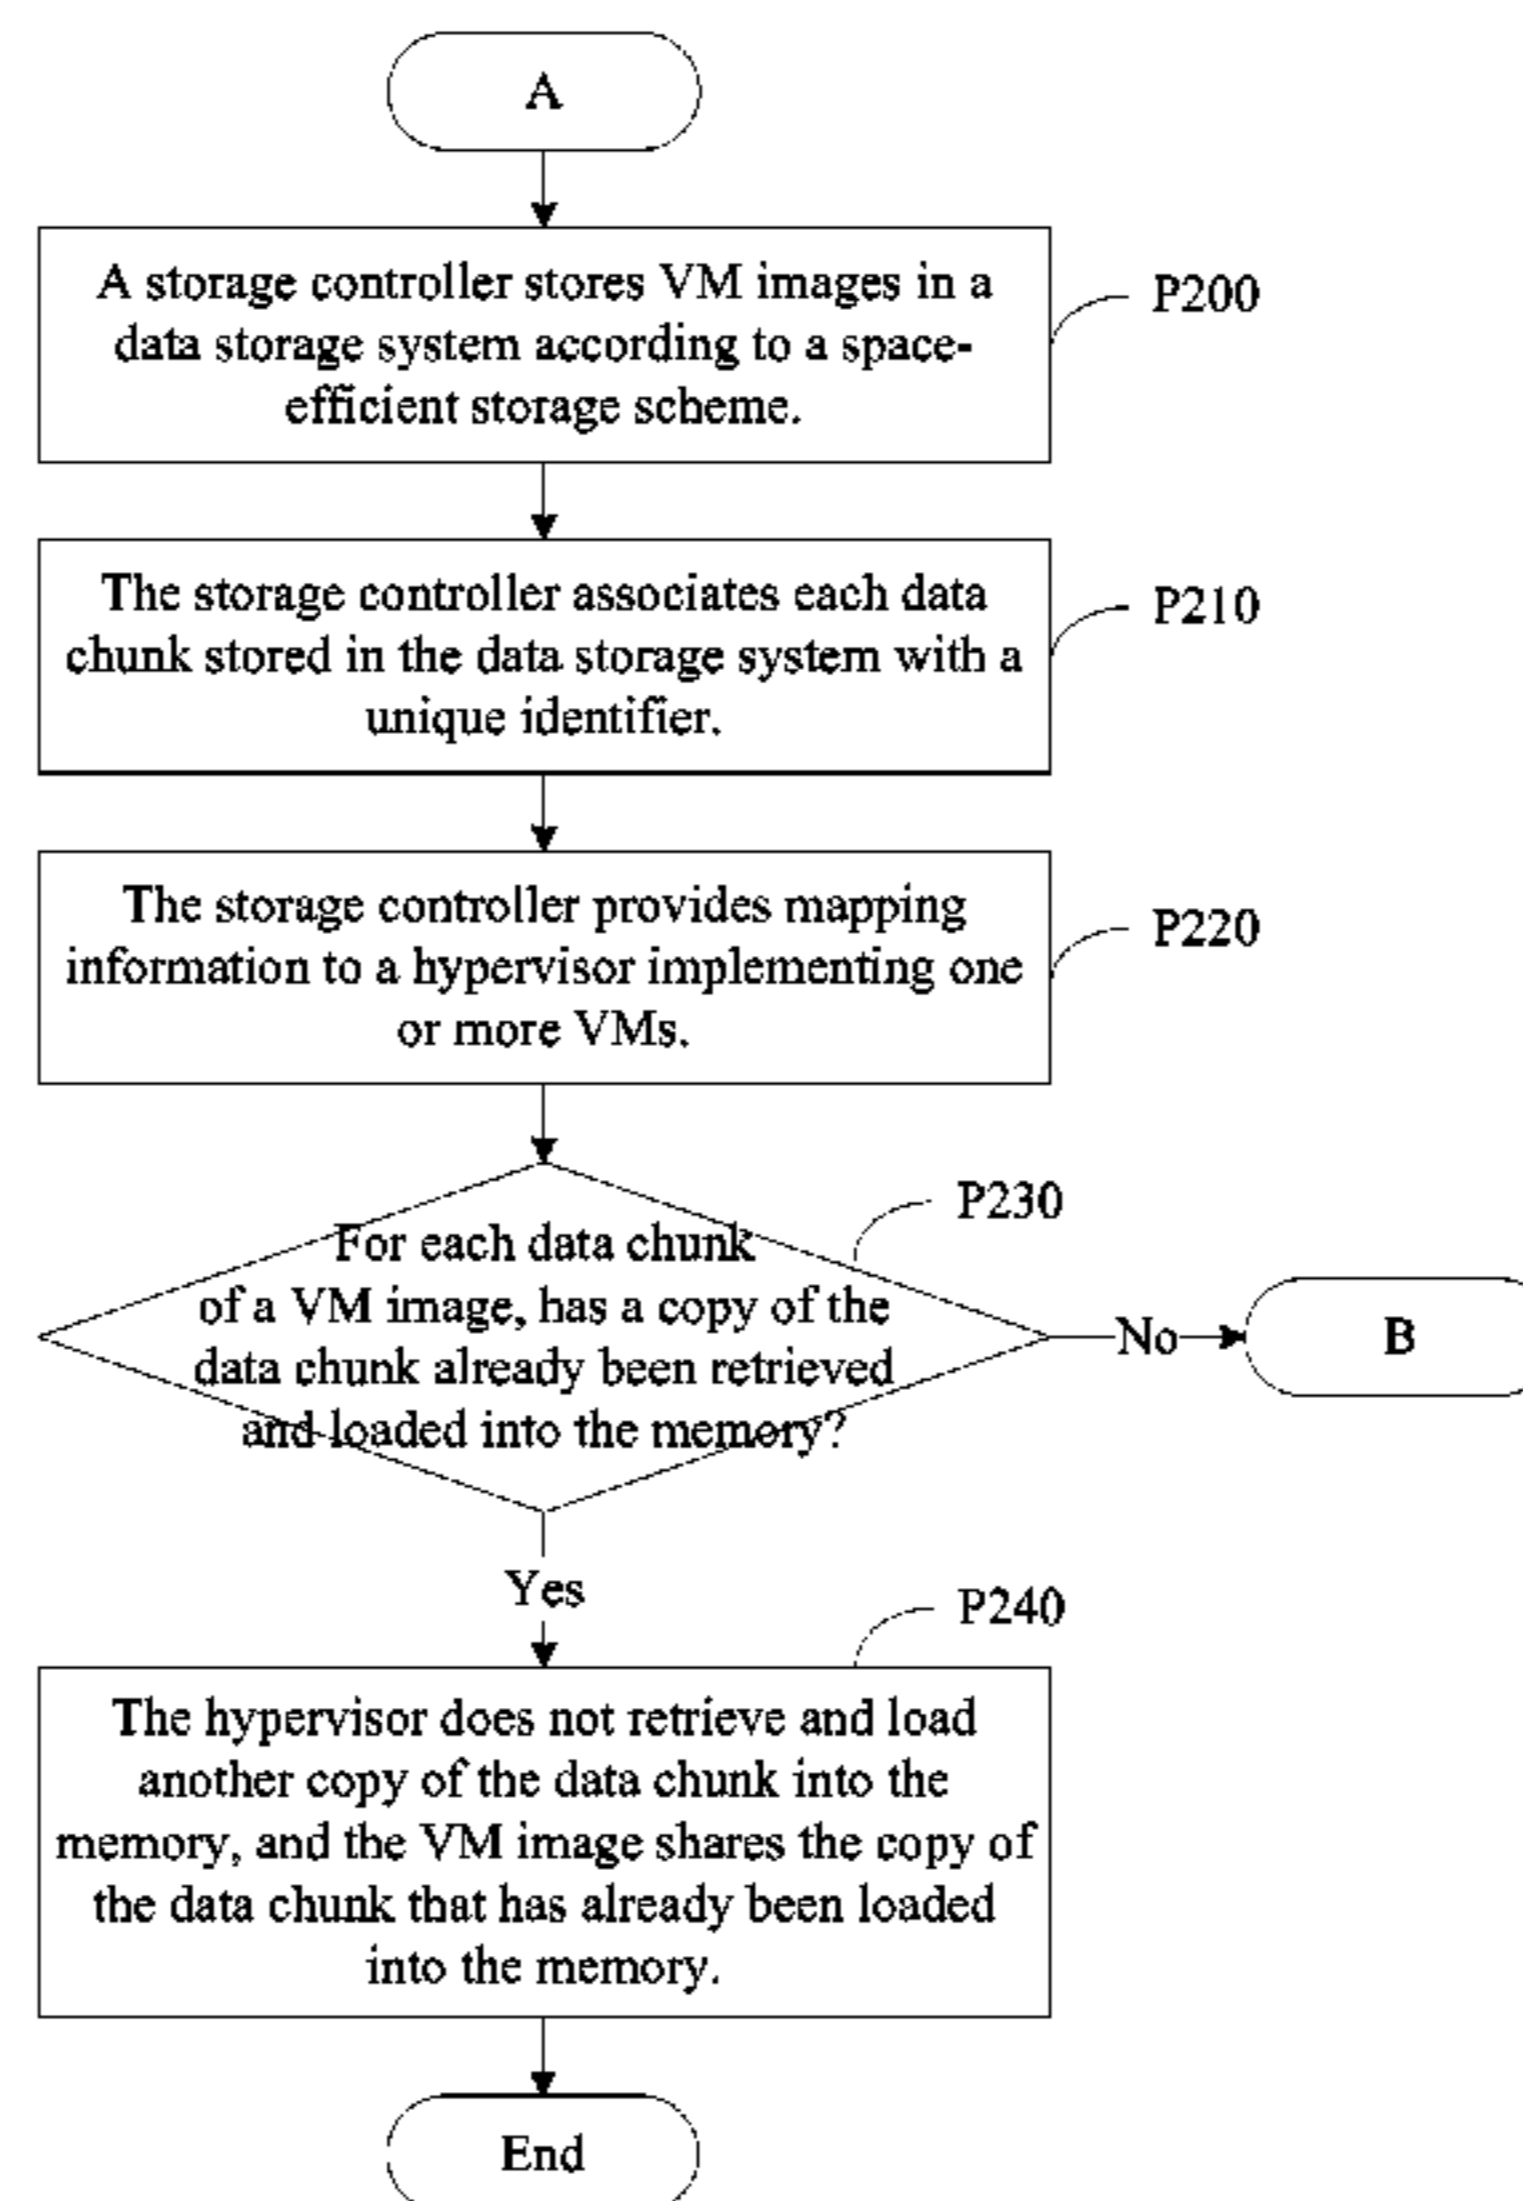 A
A storage controller stores VM images in a
data storage system according to a space-
efficient storage scheme.
P200
The storage controller associates each data
chunk stored in the data storage system with a
unique identifier.
P210
The storage controller provides mapping
information to a hypervisor implementing one
or more VMs.
P220
For each data chunk
of a VM image, has a copy of the
data chunk already been retrieved
and loaded into the memory?
P230
No
B
Yes
P240
The hypervisor does not retrieve and load
another copy of the data chunk into the
memory, and the VM image shares the copy of
the data chunk that has already been loaded
into the memory.
End